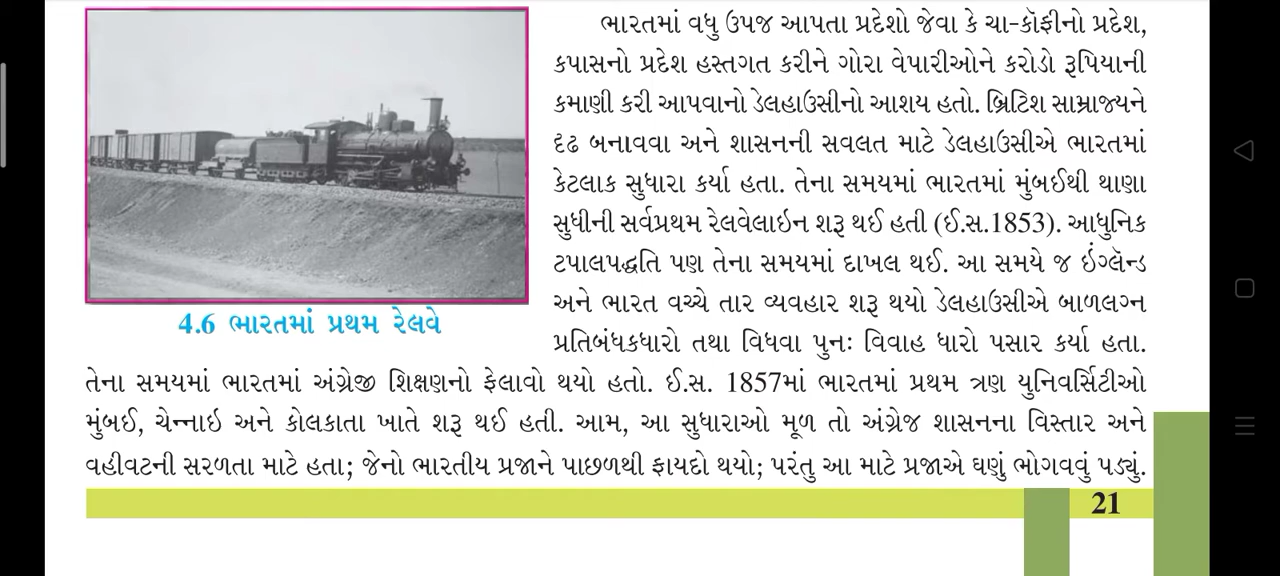 ભારતમાં વધુ ઉપજ આપતા પ્રદેશો જેવા કે ચા-કૉફીનો પ્રદેશ,
કપાસનો પ્રદેશ હસ્તગત કરીને ગોરા વેપારીઓને કરોડો રૂપિયાની
કમાણી કરી આપવાનો ડેલહાઉસીનો આશય હતો. બ્રિટિશ સામ્રાજ્યને
દૃઢ બનાવવા અને શાસનની સવલત માટે ડેલહાઉસીએ ભારતમાં
કેટલાક સુધારા કર્યા હતા. તેના સમયમાં ભારતમાં મુંબઈથી થાણા
સુધીની સર્વપ્રથમ રેલવેલાઇન શરૂ થઈ હતી (ઈ.સ.1853). આધુનિક
ટપાલપદ્ધતિ પણ તેના સમયમાં દાખલ થઈ. આ સમયે જ ઇંગ્લૅન્ડ
અને ભારત વચ્ચે તાર વ્યવહાર શરૂ થયો ડેલહાઉસીએ બાળલગ્ન
પ્રતિબંધકધારો તથા વિધવા પુનઃ વિવાહ ધારો પસાર કર્યા હતા.
4.6 ભારતમાં પ્રથમ રેલવે
તેના સમયમાં ભારતમાં અંગ્રેજી શિક્ષણનો ફેલાવો થયો હતો. ઈ.સ. 1857માં ભારતમાં પ્રથમ ત્રણ યુનિવર્સિટીઓ
મુંબઈ, ચેન્નાઇ અને કોલકાતા ખાતે શરૂ થઈ હતી. આમ, આ સુધારાઓ મૂળ તો અંગ્રેજ શાસનના વિસ્તાર અને
વહીવટની સરળતા માટે હતા; જેનો ભારતીય પ્રજાને પાછળથી ફાયદો થયો; પરંતુ આ માટે પ્રજાએ ઘણું ભોગવવું પડ્યું.
21